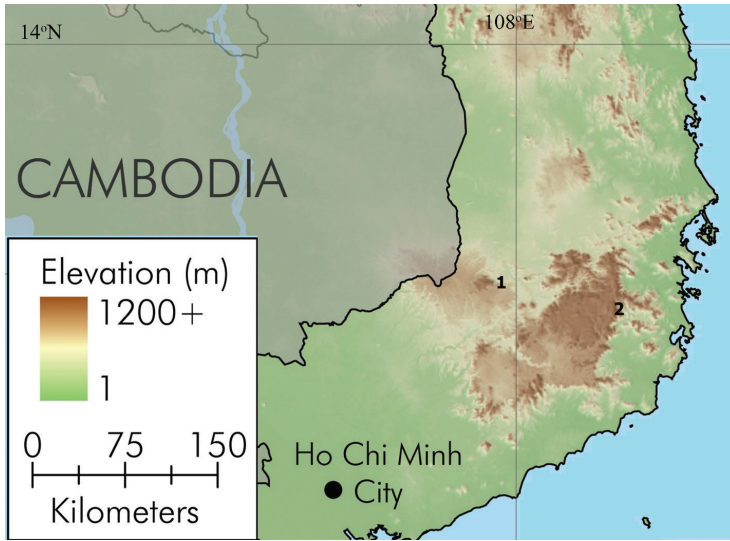 14ºN
108ºE
CAMBODIA
1
2
Elevation (m)
1200+
1
0 75 150
Kilometers
Ho Chi Minh
City